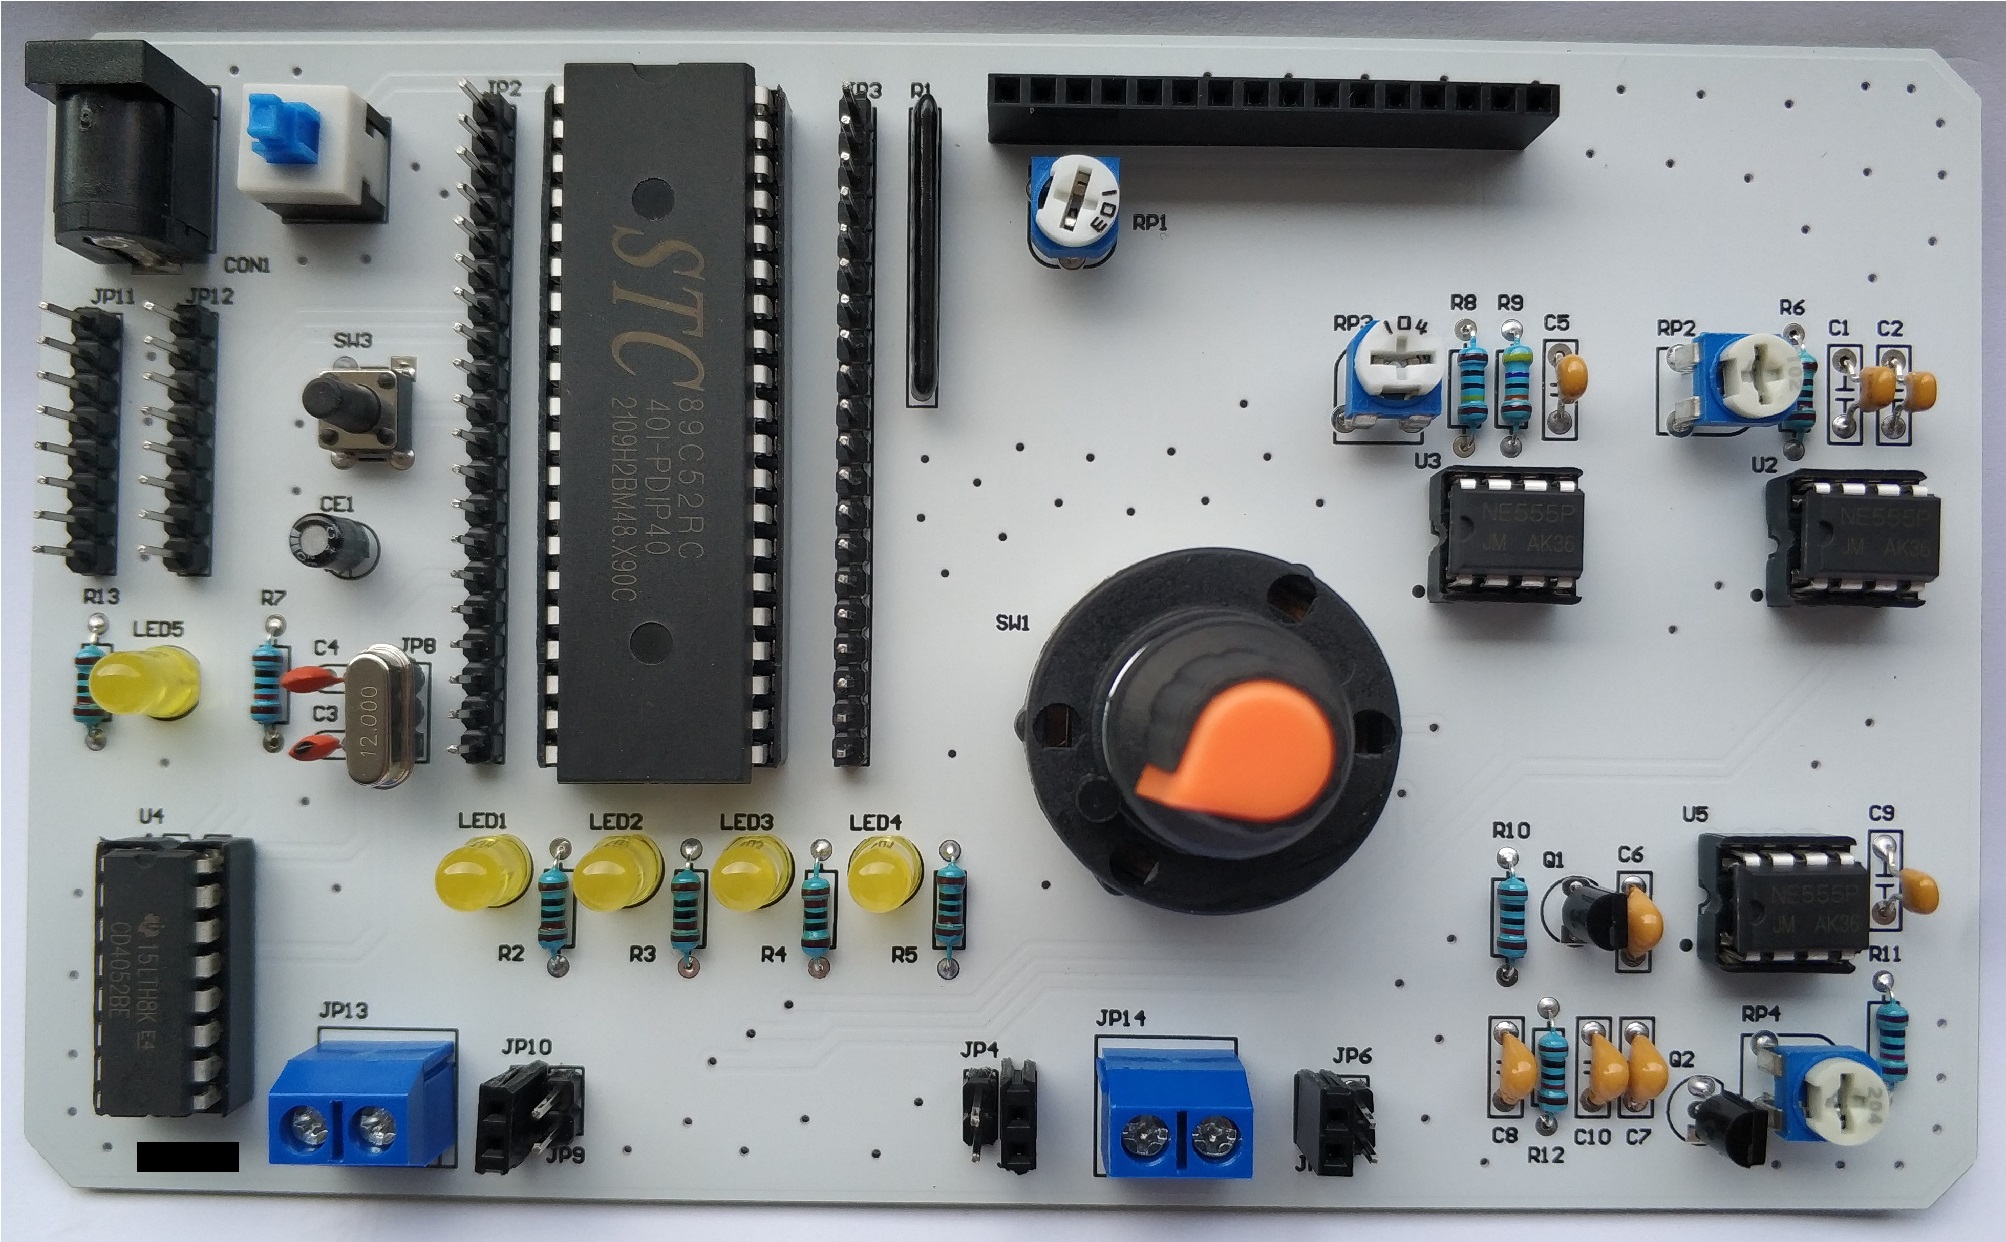 JP2
JP3
R1
103
RP1
CON1
JP11
JP12
SW3
STC
89C52RC
40I-PDIP40
2109H2BM48.X90C
RP3
104
R8
R9
C5
RP2
R6
C1
C2
U3
U2
NE555P
JM AK36
NE555P
JM AK36
CE1
R13
LED5
R7
C4
JP8
C3
12.000
SW1
U4
LED1
LED2
LED3
LED4
R2
R3
R4
R5
15LTH8K E4
CD4052BE
R10
Q1
C6
U5
C9
NE555P
JM AK36
R11
JP13
JP10
JP9
JP4
JP14
JP6
C8
R12
C10
C7
Q2
RP4
204